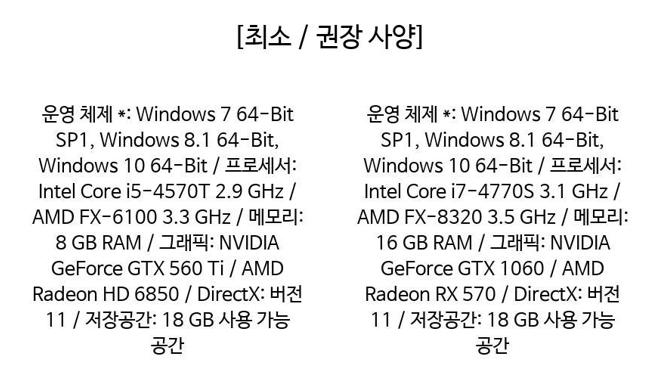 [최소 / 권장 사양]
운영 체제 *: Windows 7 64-Bit
SP1, Windows 8.1 64-Bit,
Windows 10 64-Bit / 프로세서:
Intel Core i5-4570T 2.9 GHz /
AMD FX-6100 3.3 GHz / 메모리:
8 GB RAM / 그래픽: NVIDIA
GeForce GTX 560 Ti / AMD
Radeon HD 6850 / DirectX: 버전
11 / 저장공간: 18 GB 사용 가능
공간
운영 체제 *: Windows 7 64-Bit
SP1, Windows 8.1 64-Bit,
Windows 10 64-Bit / 프로세서:
Intel Core i7-4770S 3.1 GHz /
AMD FX-8320 3.5 GHz / 메모리:
16 GB RAM / 그래픽: NVIDIA
GeForce GTX 1060 / AMD
Radeon RX 570 / DirectX: 버전
11 / 저장공간: 18 GB 사용 가능
공간